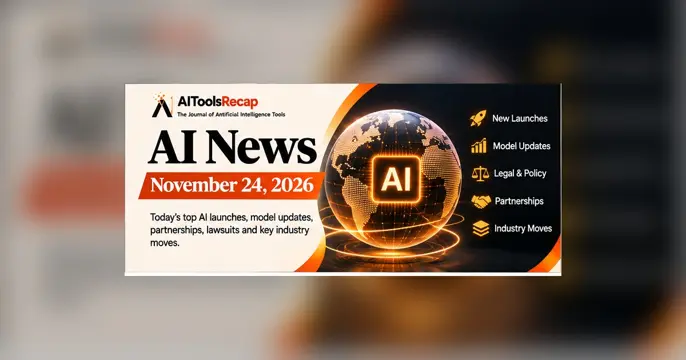 AIToolsRecap
The Journal of Artificial Intelligence Tools
AI News
November 24, 2026
Today's top AI launches, model updates,
partnerships, lawsuits and key industry
moves.
AI
New Launches
Model Updates
Legal & Policy
Partnerships
Industry Moves